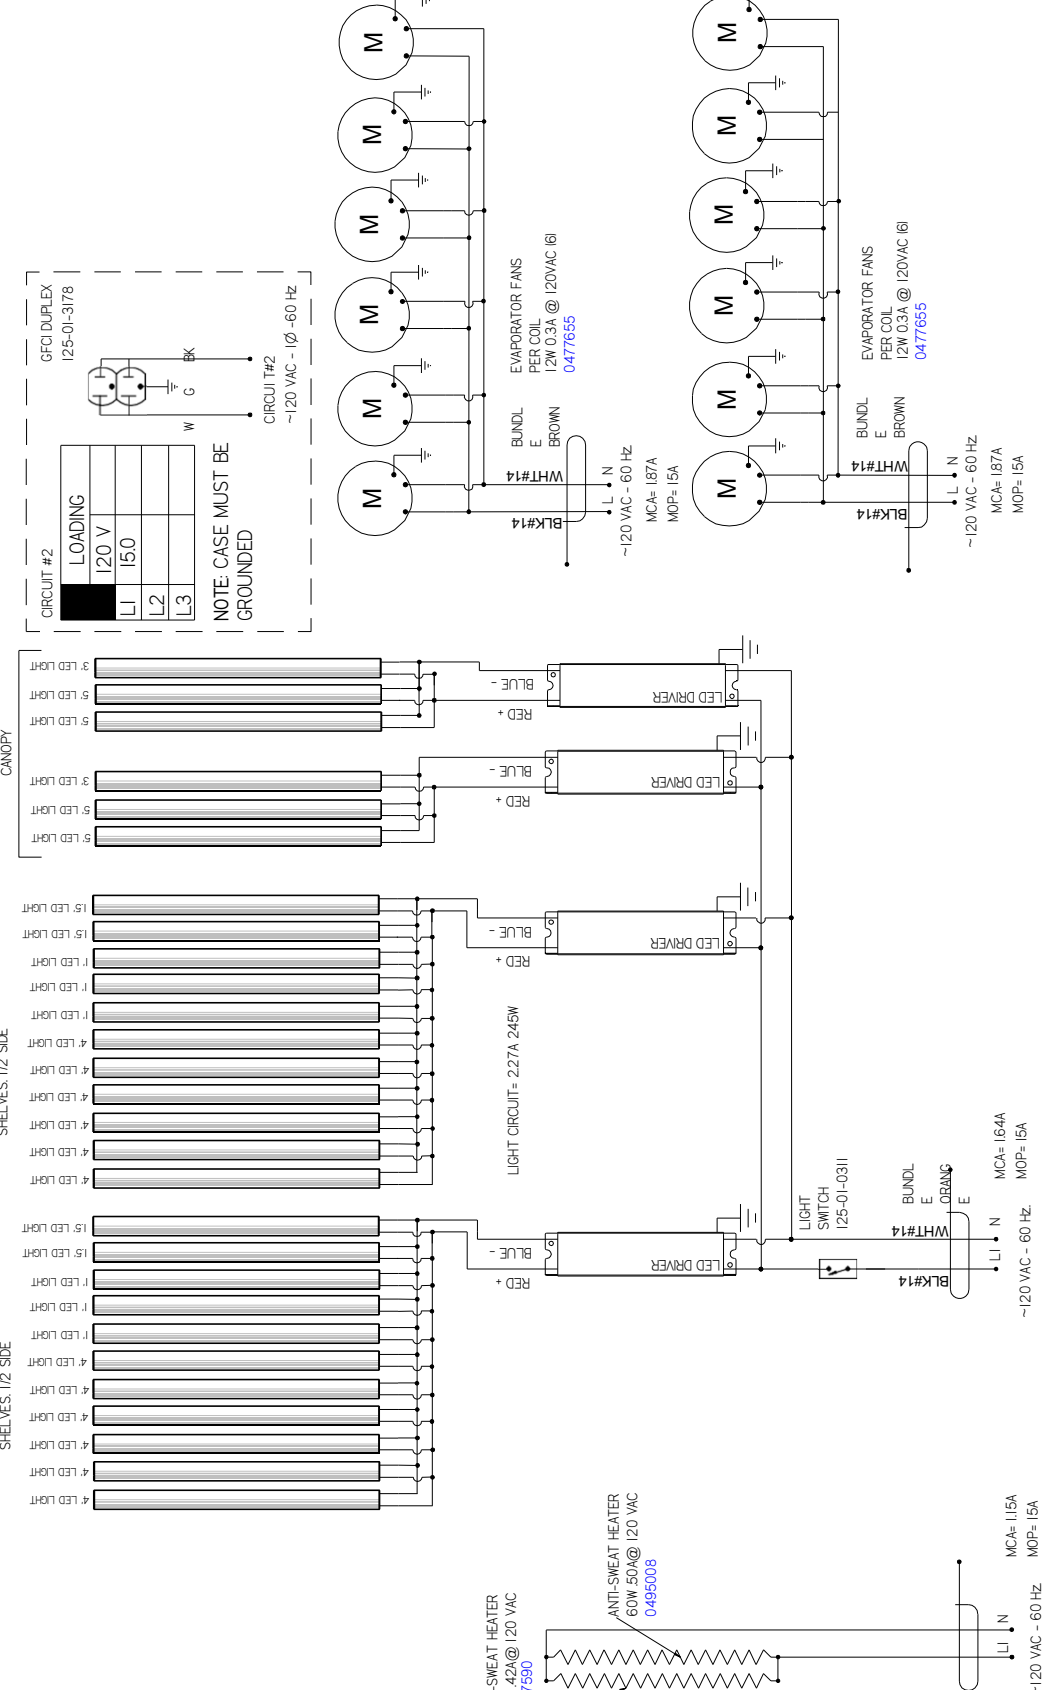 CIRCUIT #2
LOADING
120 V
L1 15.0
L2
L3
NOTE: CASE MUST BE
GROUNDED
GFCI DUPLEX
125-01-3178
W
G
BK
CIRCUI T#2
~120 VAC - 1Ø -60 Hz
M
M
M
M
M
M
EVAPORATOR FANS
PER COIL
12W 0.3A @ 120VAC (6)
0477655
BUNDL
E
BROWN
WHT#14
BLK#14
L N
~120 VAC - 60 Hz.
MCA= 1.87A
MOP= 15A
M
M
M
M
M
M
EVAPORATOR FANS
PER COIL
12W 0.3A @ 120VAC (6)
0477655
BUNDL
E
BROWN
WHT#14
BLK#14
L N
~120 VAC - 60 Hz.
MCA= 1.87A
MOP= 15A
CANOPY
3' LED LIGHT
5' LED LIGHT
5' LED LIGHT
BLUE -
RED +
LED DRIVER
3' LED LIGHT
5' LED LIGHT
5' LED LIGHT
BLUE -
RED +
LED DRIVER
SHELVES. 1/2 SIDE
1.5' LED LIGHT
1.5' LED LIGHT
1' LED LIGHT
1' LED LIGHT
1' LED LIGHT
4' LED LIGHT
4' LED LIGHT
4' LED LIGHT
4' LED LIGHT
4' LED LIGHT
4' LED LIGHT
BLUE -
RED +
LED DRIVER
LIGHT CIRCUIT= 2.27A 245W
SHELVES. 1/2 SIDE
1.5' LED LIGHT
1.5' LED LIGHT
1' LED LIGHT
1' LED LIGHT
1' LED LIGHT
4' LED LIGHT
4' LED LIGHT
4' LED LIGHT
4' LED LIGHT
4' LED LIGHT
4' LED LIGHT
BLUE -
RED +
LED DRIVER
LIGHT
SWITCH
125-01-0311
BUNDL
E
ORANG
E
WHT#14
BLK#14
L1 N
~120 VAC - 60 Hz.
MCA= 1.64A
MOP= 15A
-SWEAT HEATER
.42A@ 120 VAC
7590
ANTI-SWEAT HEATER
60W .50A@ 120 VAC
0495008
L1 N
~120 VAC - 60 Hz.
MCA= 1.15A
MOP= 15A